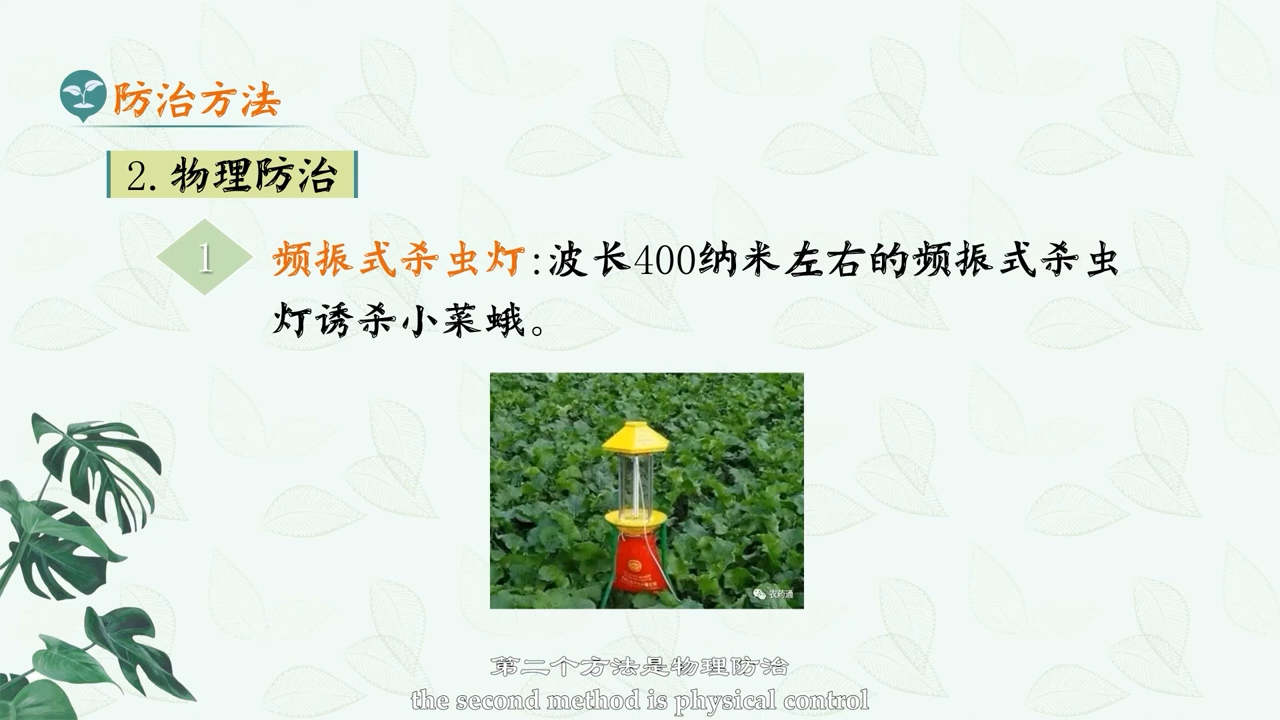 防治方法
2.物理防治
1
频振式杀虫灯:波长400纳米左右的频振式杀虫
灯诱杀小菜蛾。
农药通
第二个方法是物理防治
the second method is physical control